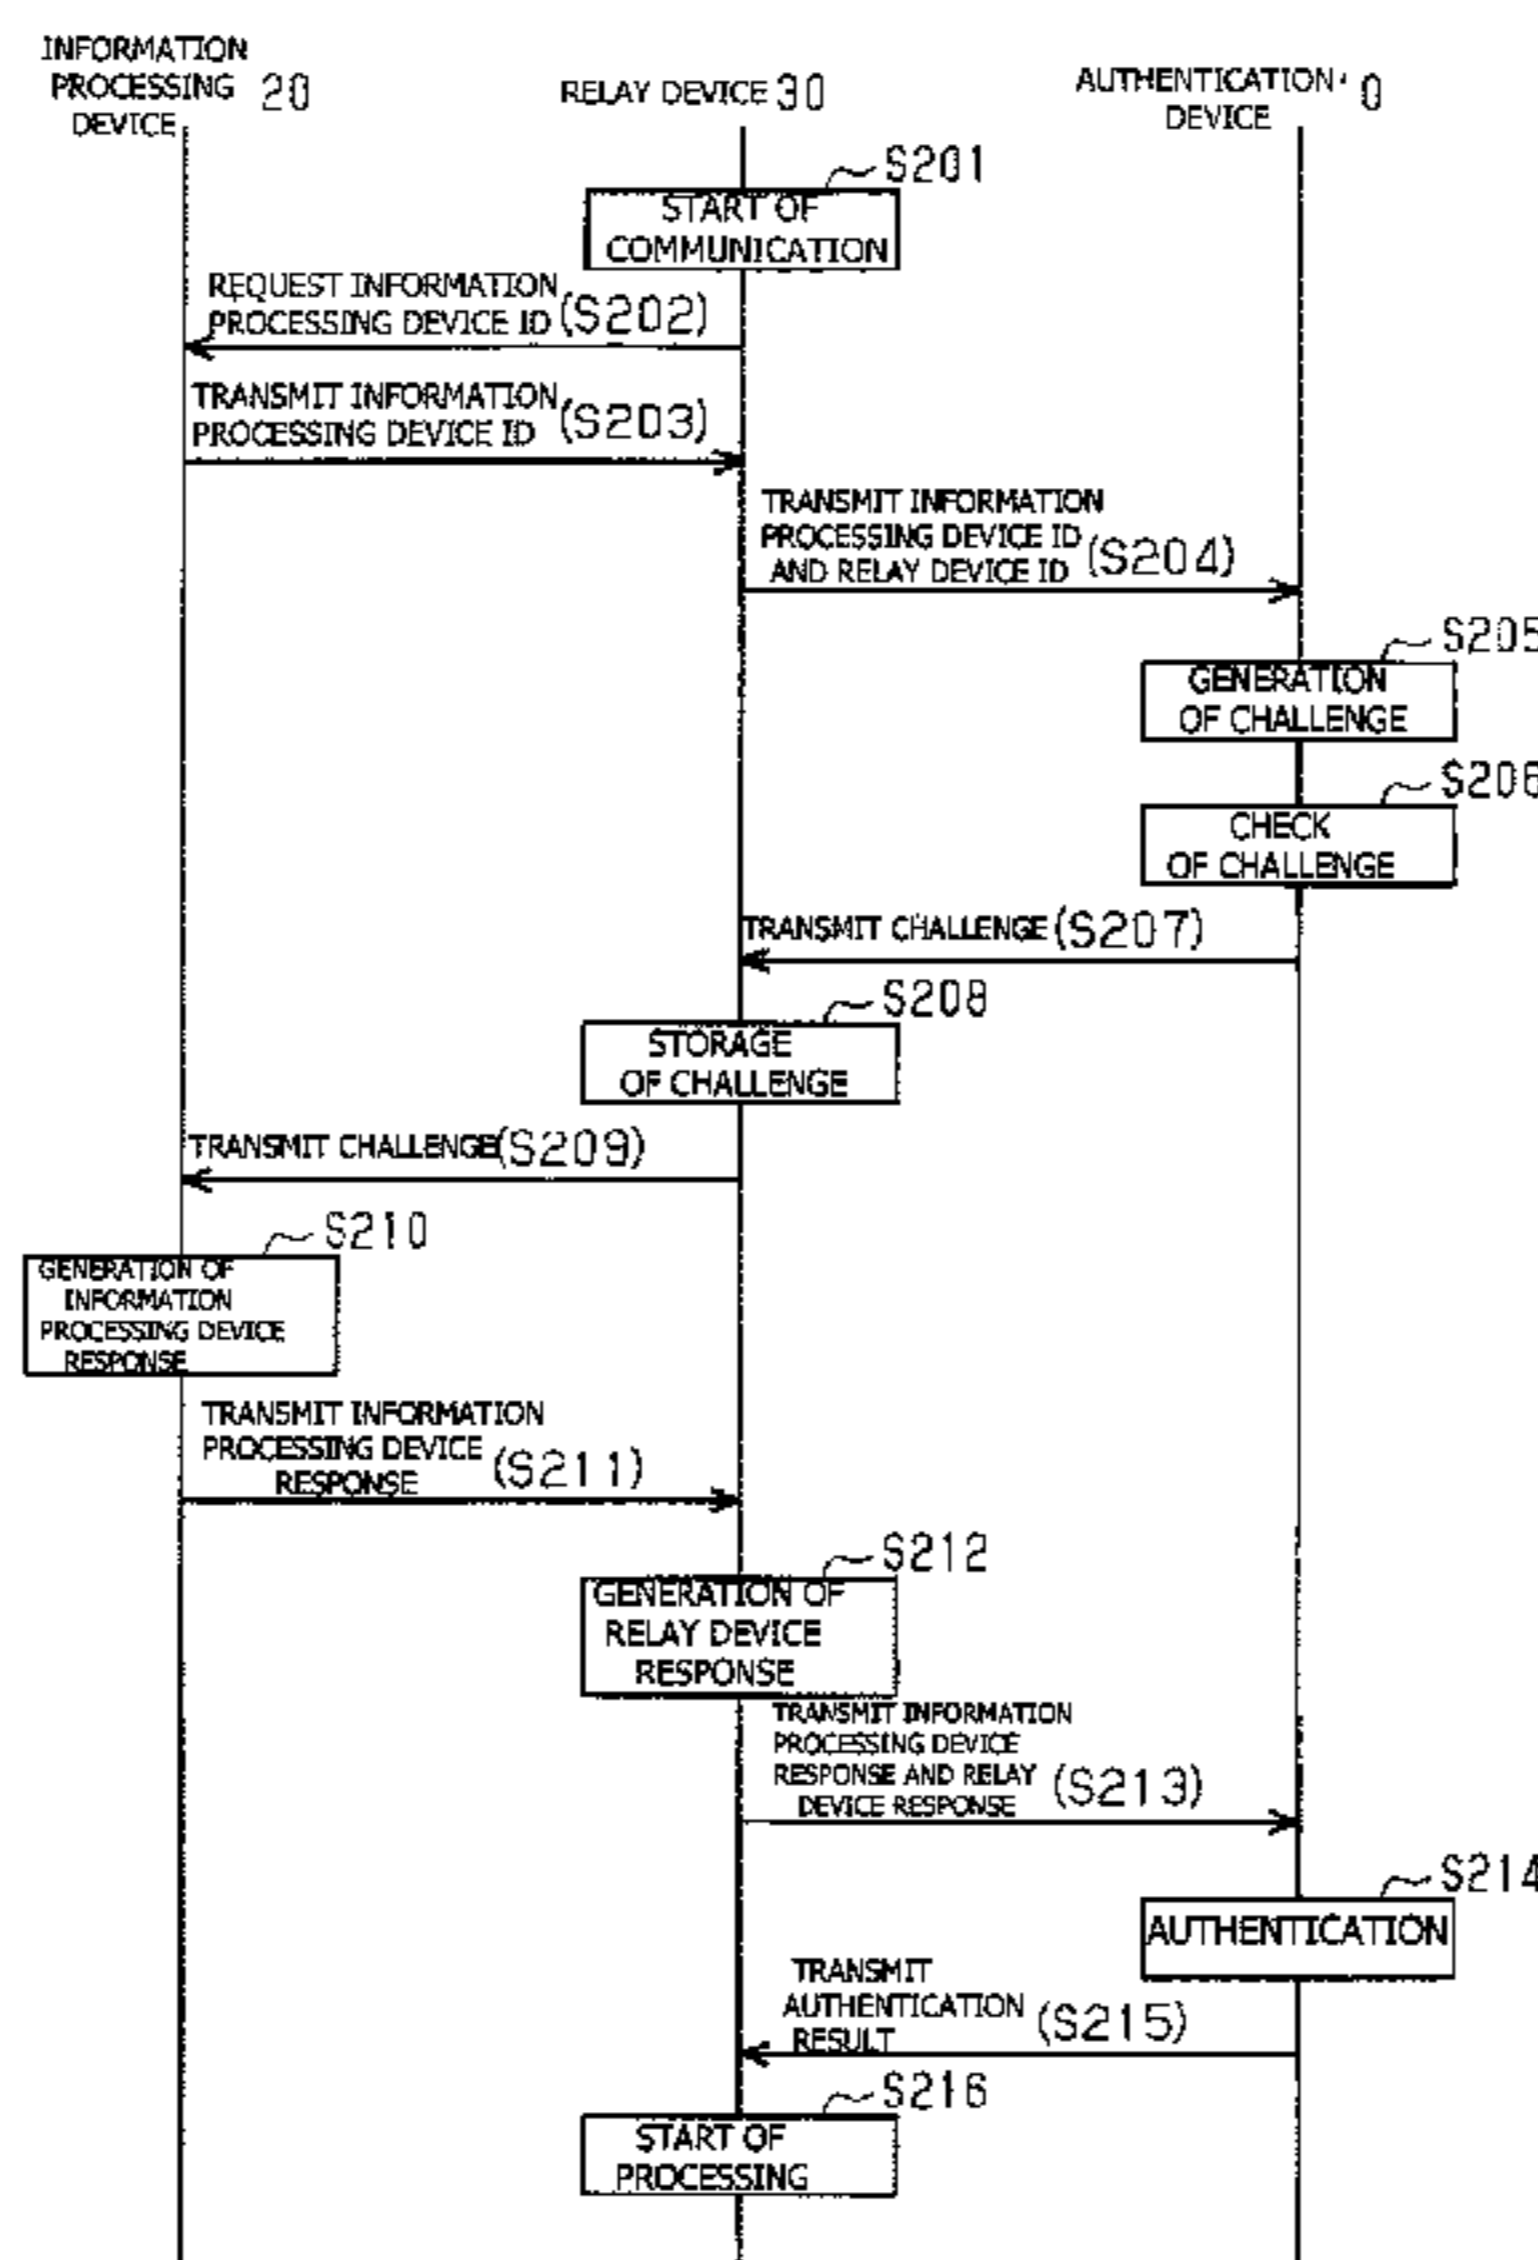 INFORMATION
PROCESSING 20
DEVICE
RELAY DEVICE 30
AUTHENTICATION
DEVICE
S201
START OF
COMMUNICATION
REQUEST INFORMATION
PROCESSING DEVICE ID (S202)
TRANSMIT INFORMATION
PROCESSING DEVICE ID (S203)
TRANSMIT INFORMATION
PROCESSING DEVICE ID
AND RELAY DEVICE ID (S204)
S205
GENERATION
OF CHALLENGE
S206
CHECK
OF CHALLENGE
TRANSMIT CHALLENGE (S207)
S208
STORAGE
OF CHALLENGE
TRANSMIT CHALLENGE (S209)
S210
GENERATION OF
INFORMATION
PROCESSING DEVICE
RESPONSE
TRANSMIT INFORMATION
PROCESSING DEVICE
RESPONSE (S211)
S212
GENERATION OF
RELAY DEVICE
RESPONSE
TRANSMIT INFORMATION
PROCESSING DEVICE
RESPONSE AND RELAY
DEVICE RESPONSE (S213)
S214
AUTHENTICATION
TRANSMIT
AUTHENTICATION
RESULT (S215)
S216
START OF
PROCESSING